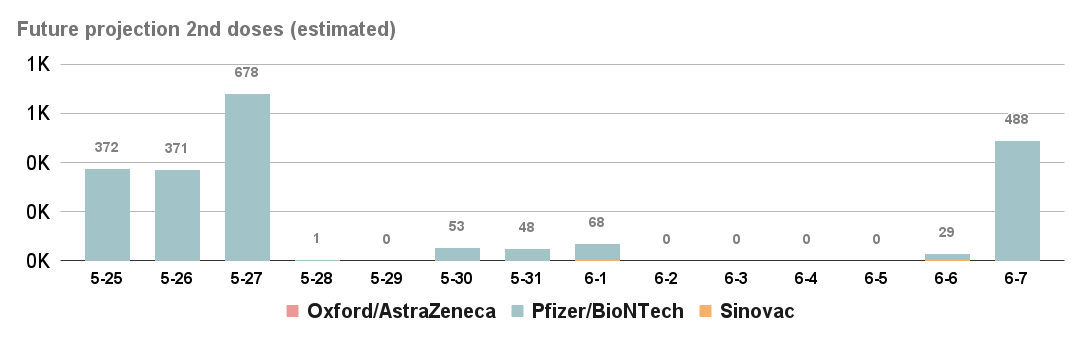 Future projection 2nd doses (estimated)
1K
1K
0K
0K
0K
372
371
678
1
0
53
48
68
0
0
0
0
29
488
5-25 5-26 5-27 5-28 5-29 5-30 5-31 6-1 6-2 6-3 6-4 6-5 6-6 6-7
Oxford/AstraZeneca Pfizer/BioNTech Sinovac